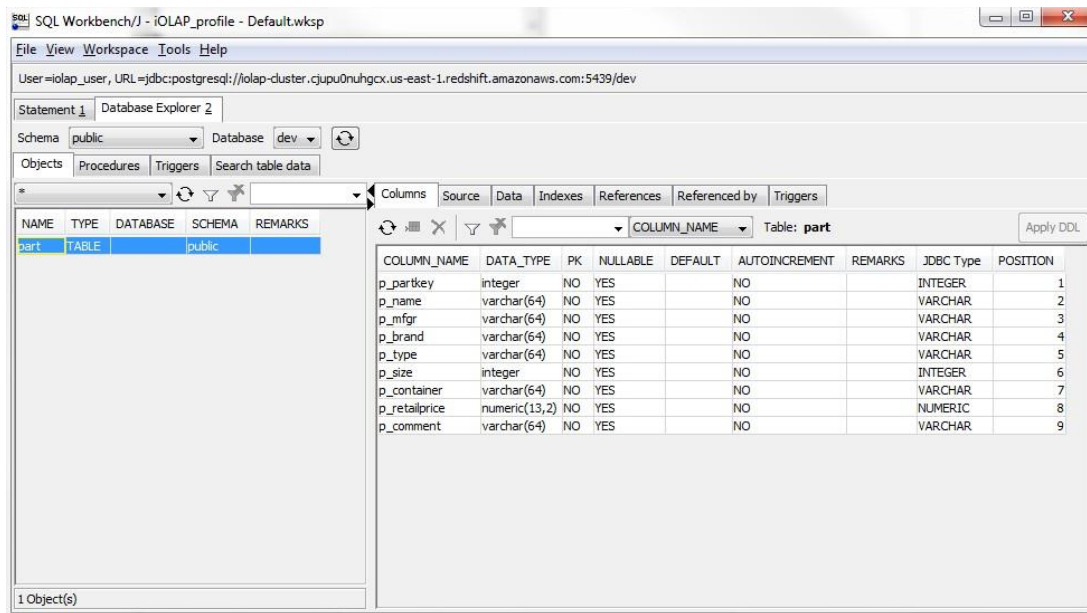 SQL Workbench/J - iOLAP_profile - Default.wksp
File View Workspace Tools Help
User=iolap_user, URL=jdbc:postgresql://iolap-cluster.cjupu0nuhgcx.us-east-1.redshift.amazonaws.com:5439/dev
Statement 1 Database Explorer 2
Schema public Database dev
Objects Procedures Triggers Search table data
*
NAME TYPE DATABASE SCHEMA REMARKS
part TABLE public
1 Object(s)
Columns Source Data Indexes References Referenced by Triggers
COLUMN_NAME Table: part Apply DDL
COLUMN_NAME DATA_TYPE PK NULLABLE DEFAULT AUTOINCREMENT REMARKS JDBC Type POSITION
p_partkey integer NO YES NO INTEGER 1
p_name varchar(64) NO YES NO VARCHAR 2
p_mfgr varchar(64) NO YES NO VARCHAR 3
p_brand varchar(64) NO YES NO VARCHAR 4
p_type varchar(64) NO YES NO VARCHAR 5
p_size integer NO YES NO INTEGER 6
p_container varchar(64) NO YES NO VARCHAR 7
p_retailprice numeric(13,2) NO YES NO NUMERIC 8
p_comment varchar(64) NO YES NO VARCHAR 9